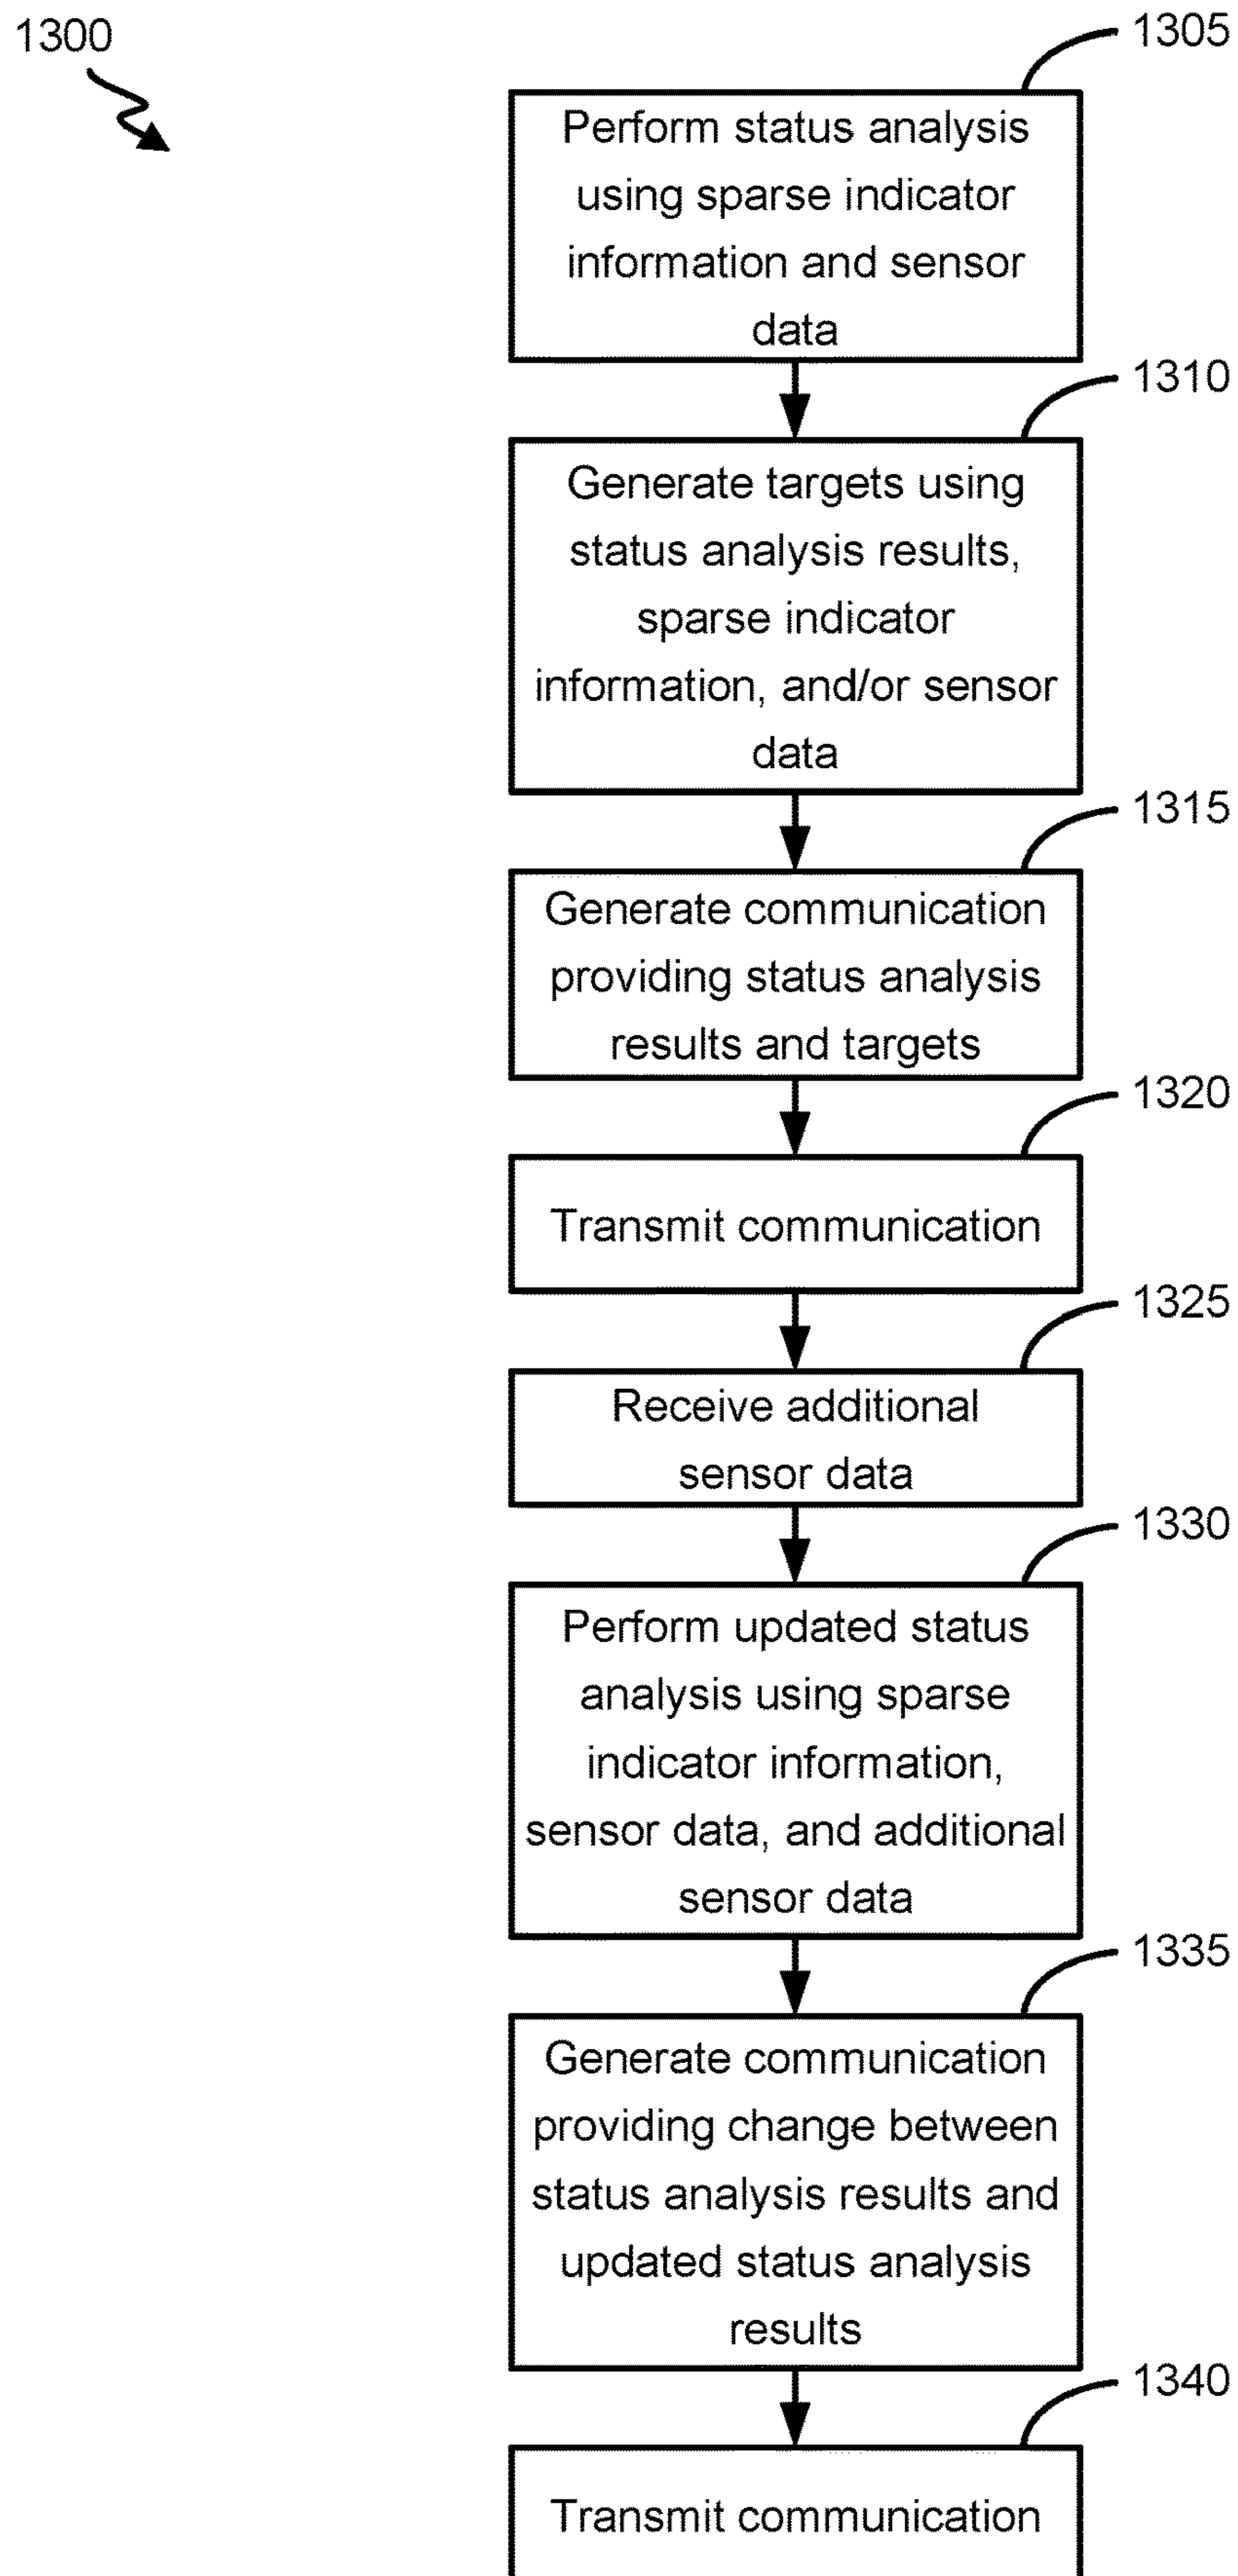 1300
1305
Perform status analysis
using sparse indicator
information and sensor
data
1310
Generate targets using
status analysis results,
sparse indicator
information, and/or sensor
data
1315
Generate communication
providing status analysis
results and targets
1320
Transmit communication
1325
Receive additional
sensor data
1330
Perform updated status
analysis using sparse
indicator information,
sensor data, and additional
sensor data
1335
Generate communication
providing change between
status analysis results and
updated status analysis
results
1340
Transmit communication